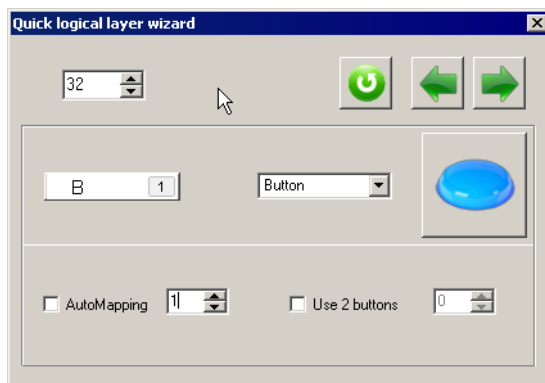 Quick logical layer wizard
32
B 1 Button
AutoMapping 1 Use 2 buttons 0